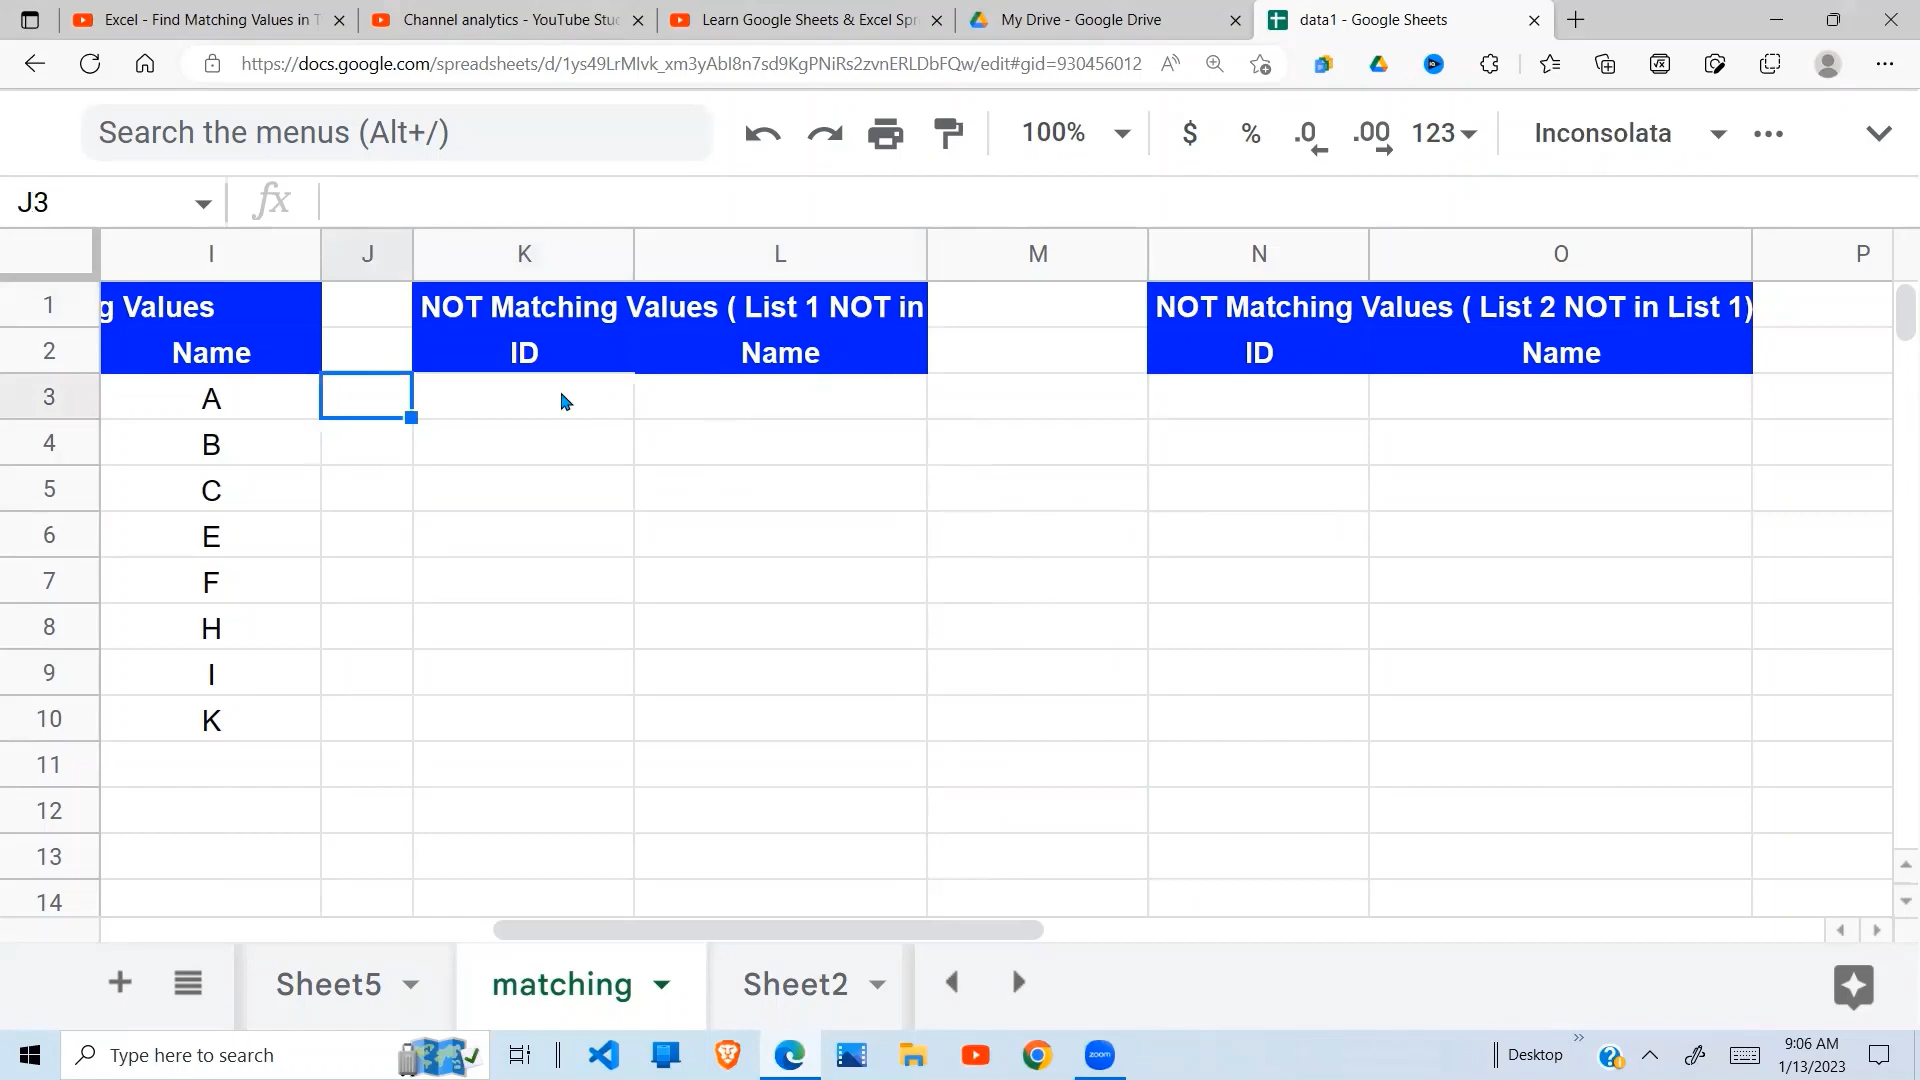 Excel - Find Matching Values in T
Channel analytics - YouTube Stu
Learn Google Sheets & Excel Spr
My Drive - Google Drive
data1 - Google Sheets
https://docs.google.com/spreadsheets/d/1ys49LrMlvk_xm3yAbI8n7sd9KgPNiRs2zvnERLDbFQw/edit#gid=930456012
Search the menus (Alt+/)
100%
$ % .0 .00 123
Inconsolata
J3
fx
I J K L M N O P
1 g Values NOT Matching Values ( List 1 NOT in NOT Matching Values ( List 2 NOT in List 1)
2 Name ID Name ID Name
3 A
4 B
5 C
6 E
7 F
8 H
9 I
10 K
11
12
13
14
Sheet5
matching
Sheet2
Type here to search
zoom
Desktop
9:06 AM
1/13/2023